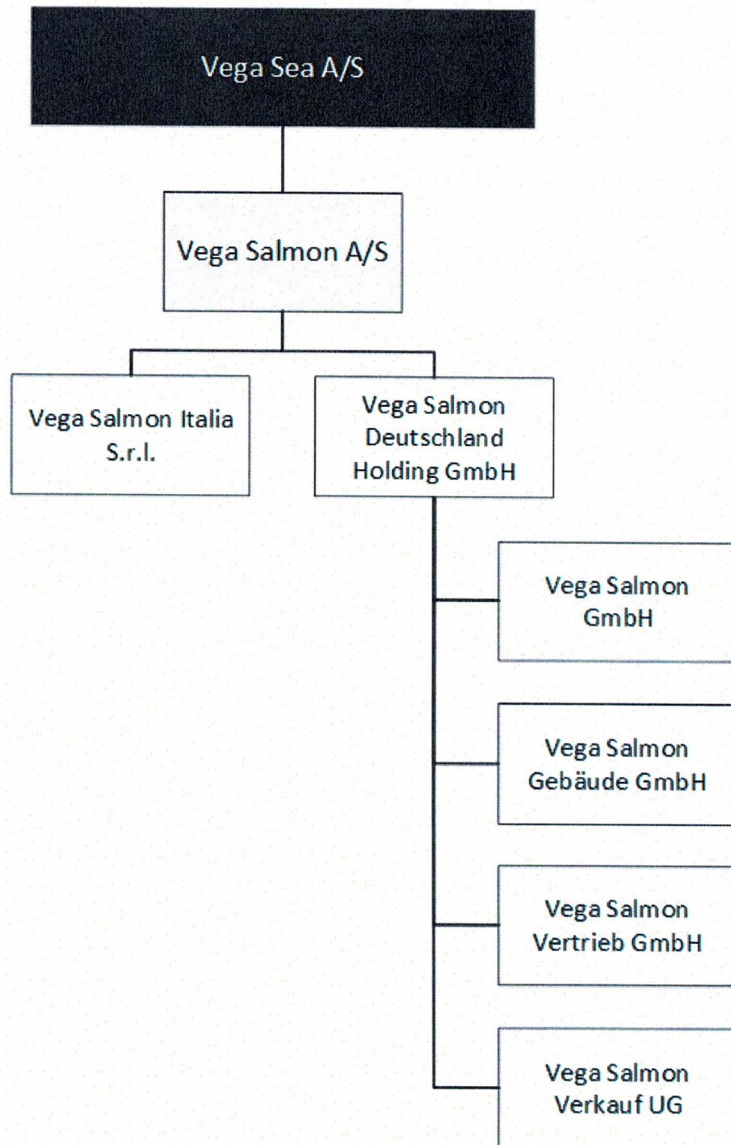 Vega Sea A/S
Vega Salmon A/S
Vega Salmon Italia
S.r.l.
Vega Salmon
Deutschland
Holding GmbH
Vega Salmon
GmbH
Vega Salmon
Gebäude GmbH
Vega Salmon
Vertrieb GmbH
Vega Salmon
Verkauf UG